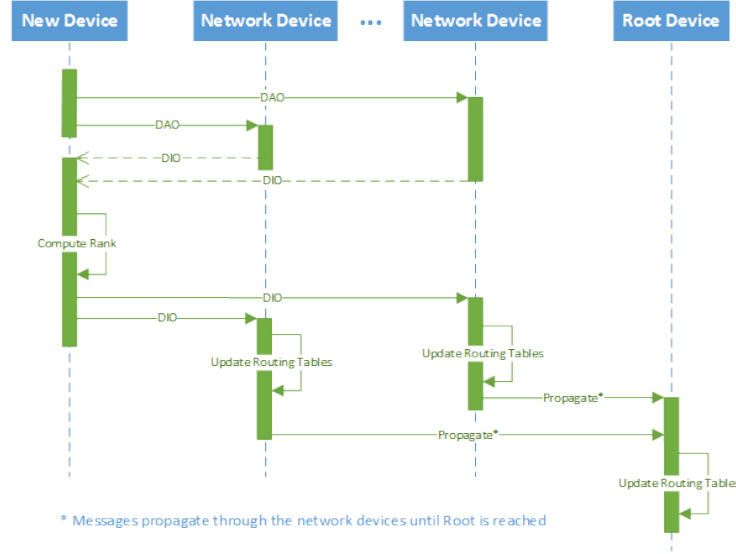 New Device
Network Device
...
Network Device
Root Device
DAO
DAO
DIO
DIO
Compute Rank
DIO
DIO
Update Routing Tables
Update Routing Tables
Propagate*
Propagate*
Update Routing Tables
* Messages propagate through the network devices until Root is reached